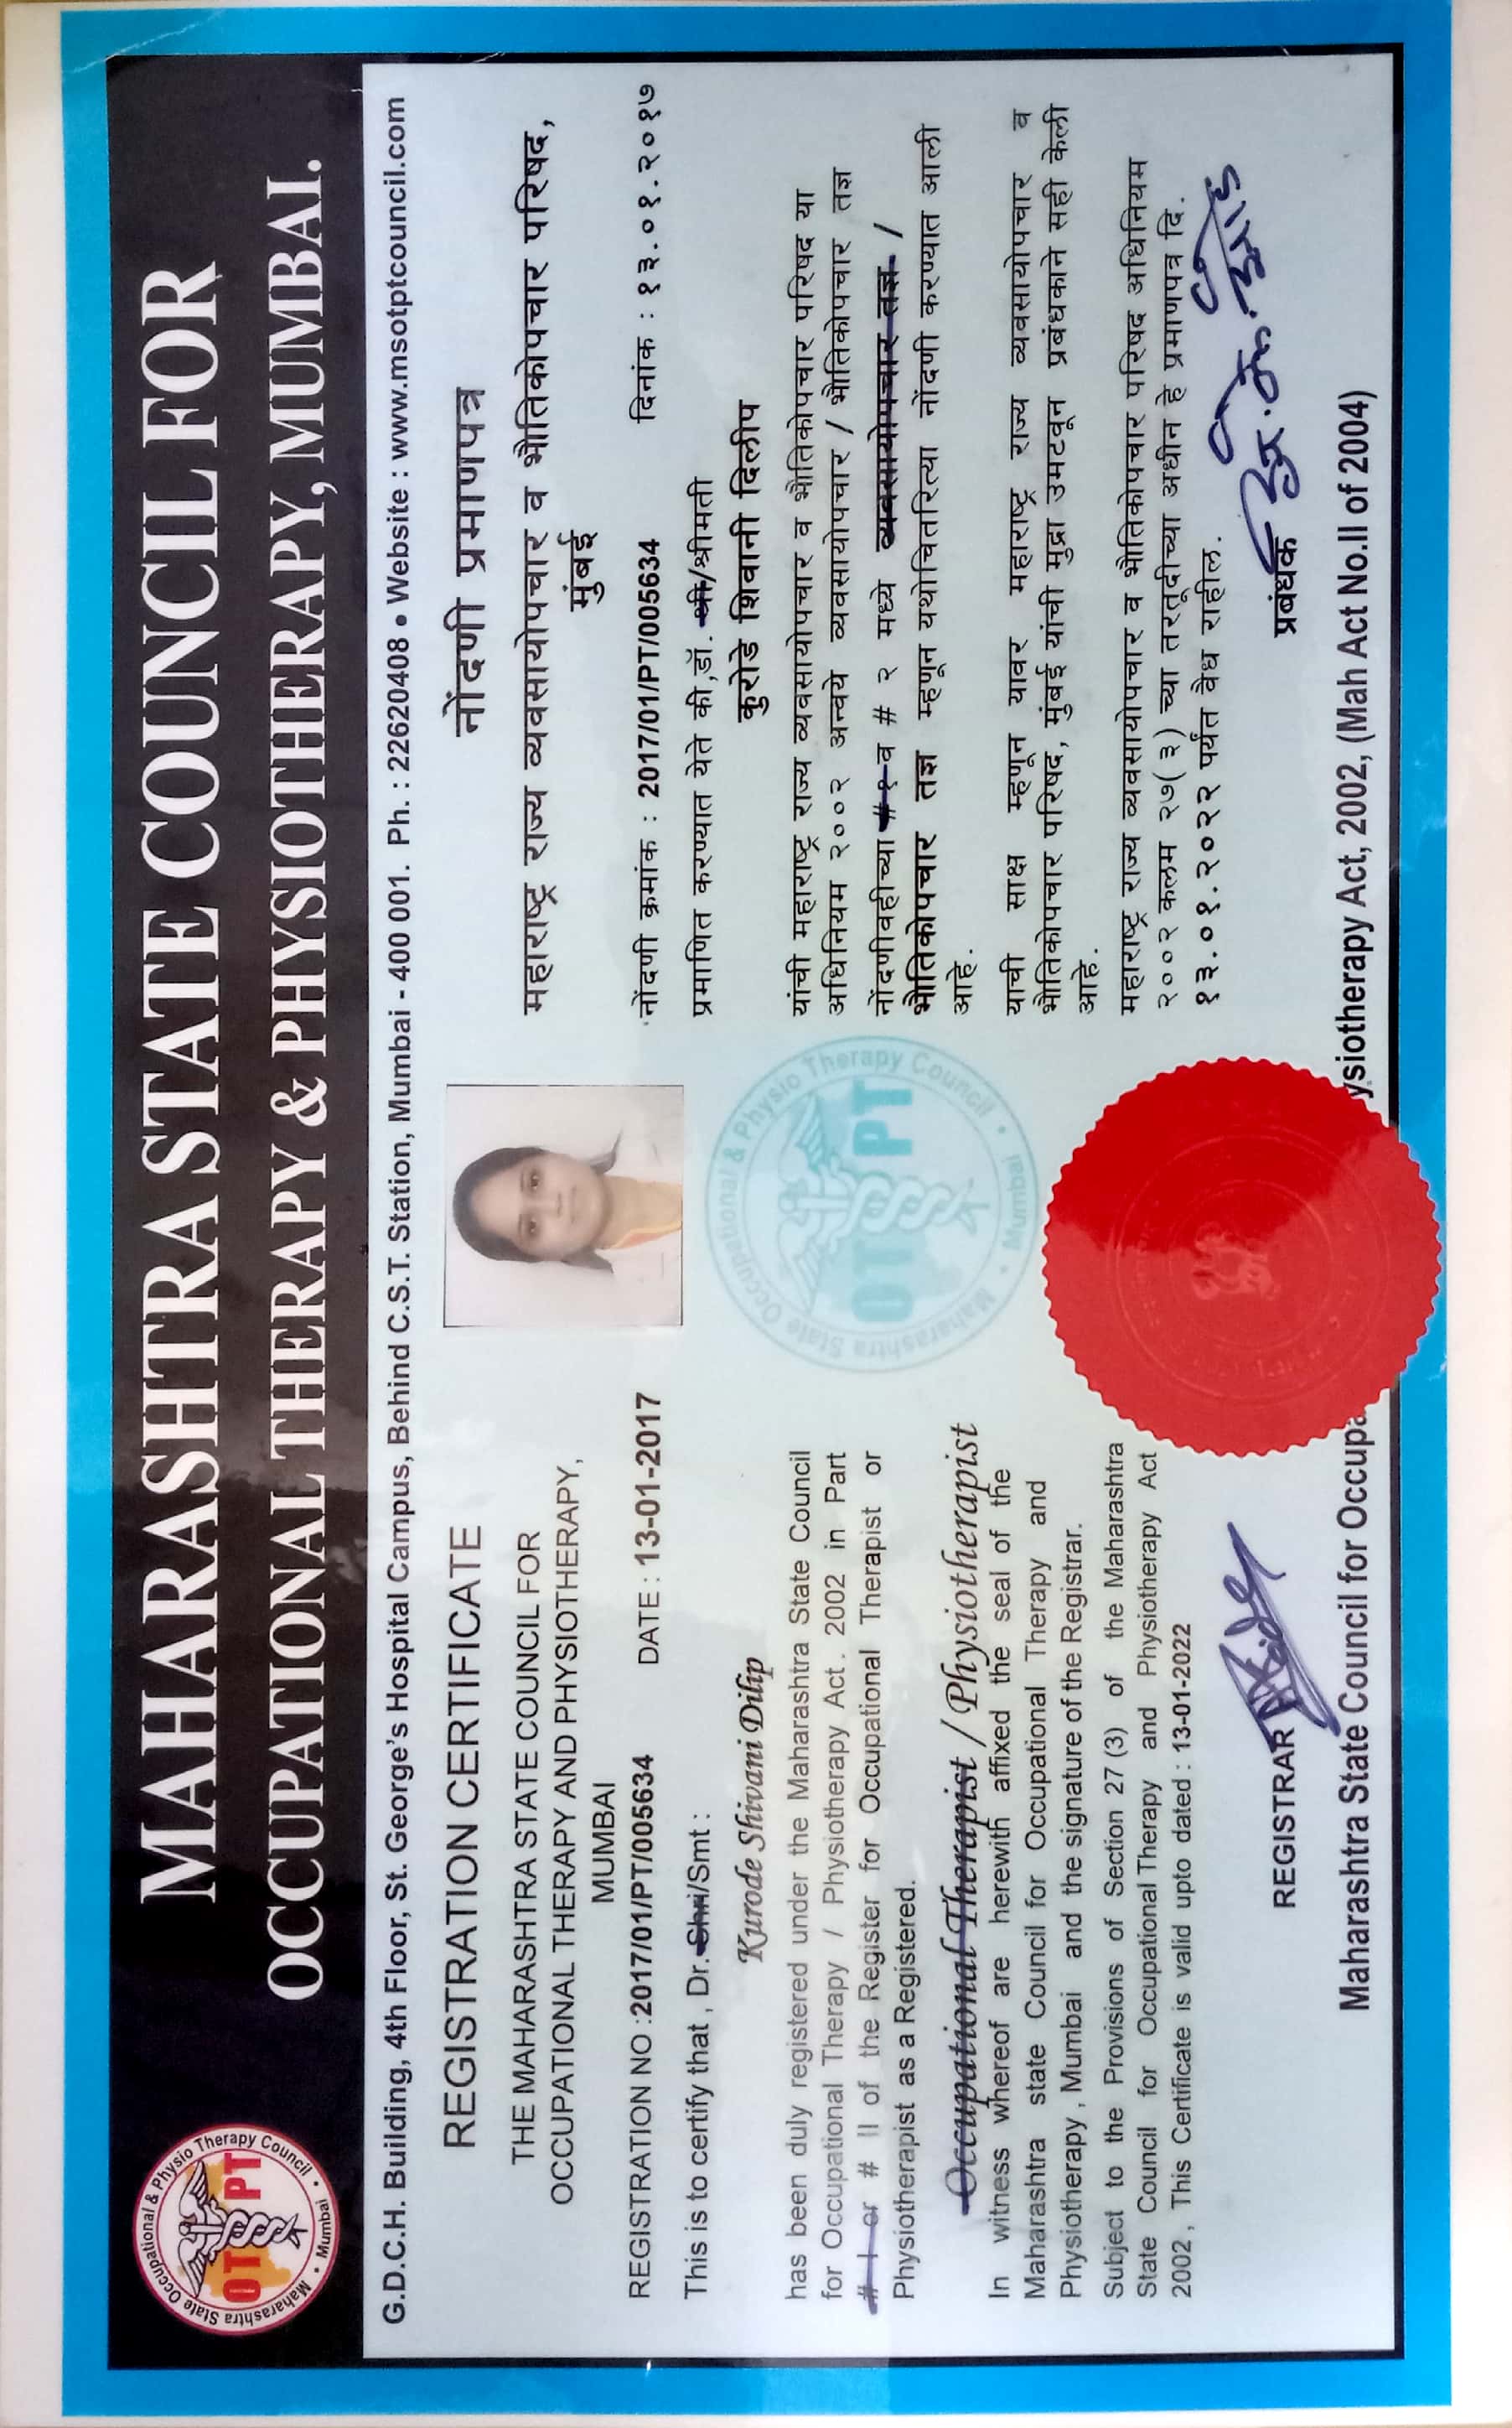 MAHARASHTRA STATE COUNCIL FOR
OCCUPATIONAL THERAPY & PHYSIOTHERAPY, MUMBAI.
Maharashtra State Occupational & Physio Therapy Council • Mumbai •
OT PT
G.D.C.H. Building, 4th Floor, St. George's Hospital Campus, Behind C.S.T. Station, Mumbai - 400 001. Ph. : 22620408 • Website : www.msotptcouncil.com
REGISTRATION CERTIFICATE
THE MAHARASHTRA STATE COUNCIL FOR
OCCUPATIONAL THERAPY AND PHYSIOTHERAPY,
MUMBAI
REGISTRATION NO :2017/01/PT/005634 DATE : 13-01-2017
This is to certify that , Dr. Shri/Smt :
Kurode Shivani Dilip
has been duly registered under the Maharashtra State Council
for Occupational Therapy / Physiotherapy Act. 2002 in Part
# I or # II of the Register for Occupational Therapist or
Physiotherapist as a Registered.
Occupational Therapist / Physiotherapist
In witness whereof are herewith affixed the seal of the
Maharashtra state Council for Occupational Therapy and
Physiotherapy , Mumbai and the signature of the Registrar.
Subject to the Provisions of Section 27 (3) of the Maharashtra
State Council for Occupational Therapy and Physiotherapy Act
2002 , This Certificate is valid upto dated : 13-01-2022
REGISTRAR
Maharashtra State Occupational & Physio Therapy Council • Mumbai •
OT PT
नोंदणी प्रमाणपत्र
महाराष्ट्र राज्य व्यवसायोपचार व भौतिकोपचार परिषद,
मुंबई
नोंदणी क्रमांक : 2017/01/PT/005634 दिनांक : १३.०१.२०१७
प्रमाणित करण्यात येते की,डॉ. श्री/श्रीमती
कुरोडे शिवानी दिलीप
यांची महाराष्ट्र राज्य व्यवसायोपचार व भौतिकोपचार परिषद या
अधिनियम २००२ अन्वये व्यवसायोपचार / भौतिकोपचार तज्ञ
नोंदणीवहीच्या # १ व # २ मध्ये व्यवसायोपचार तज्ञ /
भौतिकोपचार तज्ञ म्हणून यथोचितरित्या नोंदणी करण्यात आली
आहे.
याची साक्ष म्हणून यावर महाराष्ट्र राज्य व्यवसायोपचार व
भौतिकोपचार परिषद, मुंबई यांची मुद्रा उमटवून प्रबंधकाने सही केली
आहे.
महाराष्ट्र राज्य व्यवसायोपचार व भौतिकोपचार परिषद अधिनियम
२००२ कलम २७( ३ ) च्या तरतूदीच्या अधीन हे प्रमाणपत्र दि.
१३.०१.२०२२ पर्यंत वैध राहील.
प्रबंधक
Maharashtra State Council for Occupa ysiotherapy Act, 2002, (Mah Act No.II of 2004)